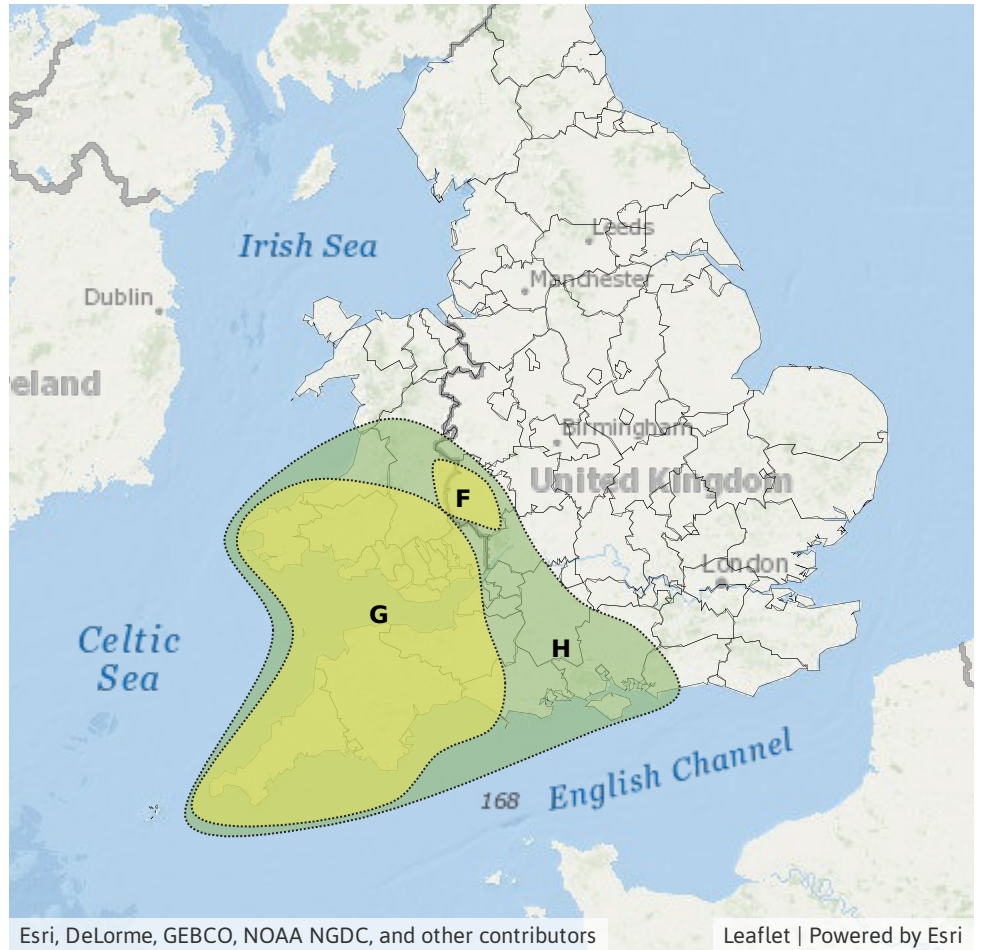 Leeds
Irish Sea
Manchester
Dublin
eland
Birmingham
United Kingdom
F
London
G
Celtic
Sea
H
English Channel
168
Esri, DeLorme, GEBCO, NOAA NGDC, and other contributors
Leaflet | Powered by Esri